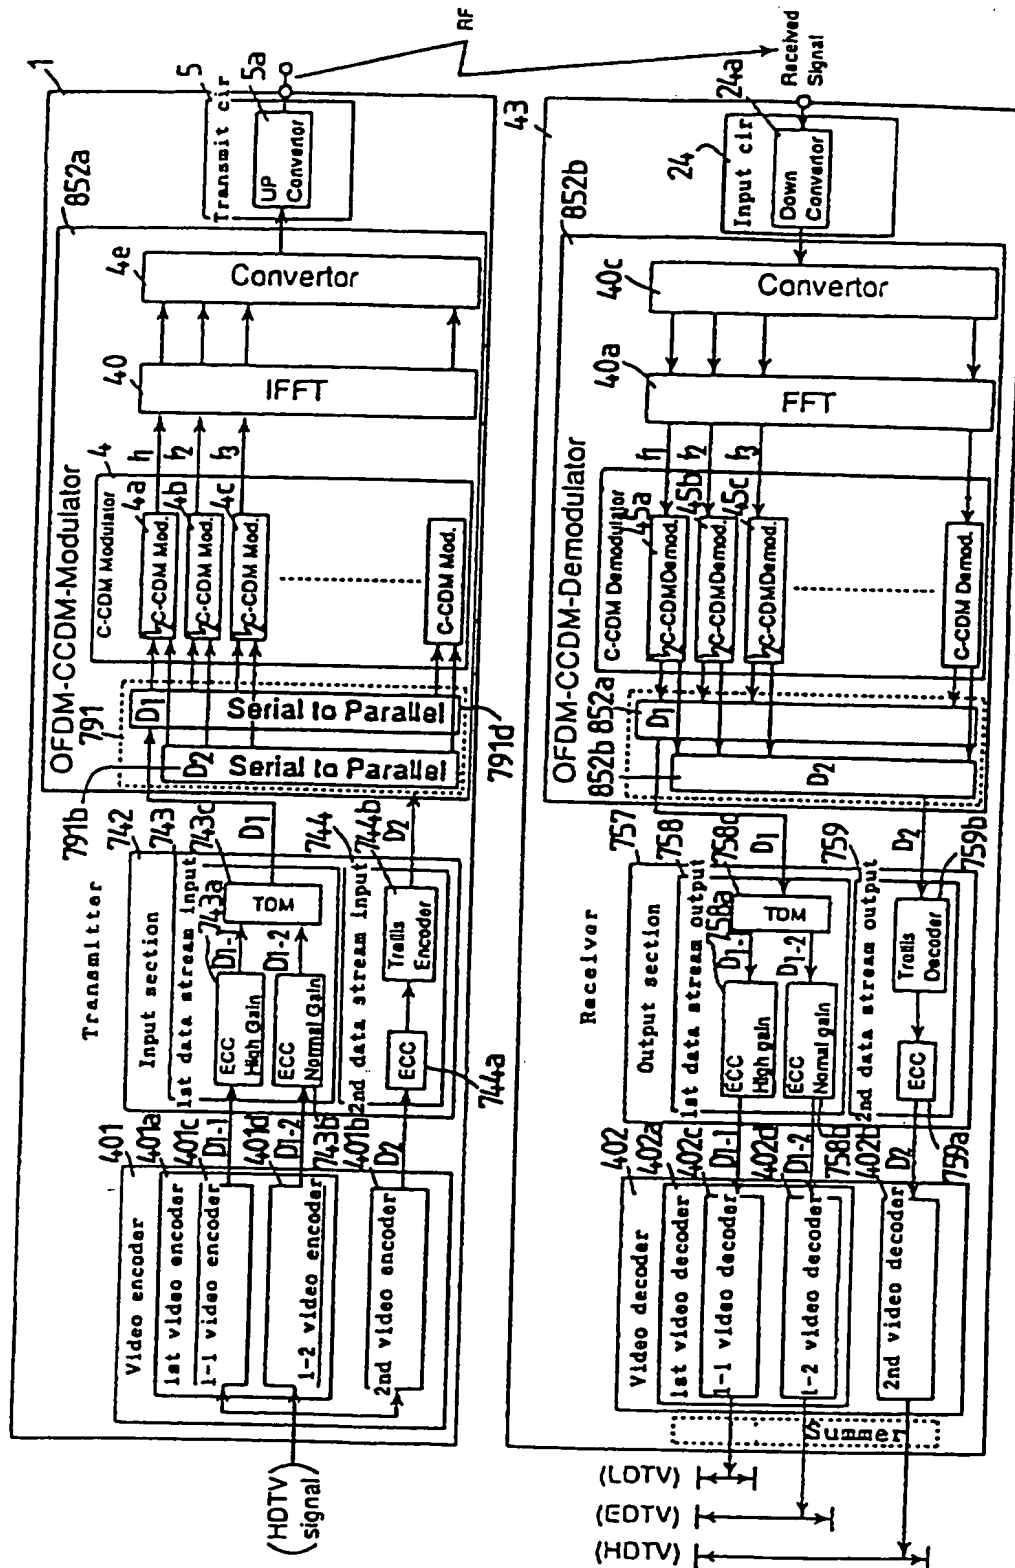 Transmitter
1
(HDTV
signal)
Video encoder
401
1st video encoder
401a
1-1 video encoder
401c
D1-1
1-2 video encoder
401d
D1-2
743b
2nd video encoder
401b
D2
Input section
742
1st data stream input
743
743a
ECC
High Gain
D1-1
ECC
Normal Gain
D1-2
TDM
743c
D1
2nd data stream input
744
ECC
744a
Trellis
Encoder
744b
D2
OFDM-CCDM-Modulator
852a
791
791b
D1
Serial to Parallel
D2
Serial to Parallel
791d
C-CDM Modulator
4
C-CDM Mod.
4a
C-CDM Mod.
4b
C-CDM Mod.
4c
C-CDM Mod.
IFFT
40
Convertor
4e
Transmit cir
5
UP
Convertor
5a
RF
Receiver
43
Received
Signal
Input cir
24
Down
Convertor
24a
OFDM-CCDM-Demodulator
852b
Convertor
40c
FFT
40a
C-CDM Demodulator
45a
C-CDM Demod.
45b
C-CDM Demod.
45c
C-CDM Demod.
C-CDM Demod.
852b 852a
D1
D2
Output section
757
1st data stream output
758
758a
758c
D1
TDM
D1-1
D1-2
ECC
High gain
ECC
Normal gain
758b
2nd data stream output
759
D2
Trellis
Decoder
759b
ECC
759a
Video decoder
402
1st video decoder
402a
1-1 video decoder
402c
D1-1
1-2 video decoder
402d
D1-2
2nd video decoder
402b
D2
Summer
(LDTV)
(EDTV)
(HDTV)